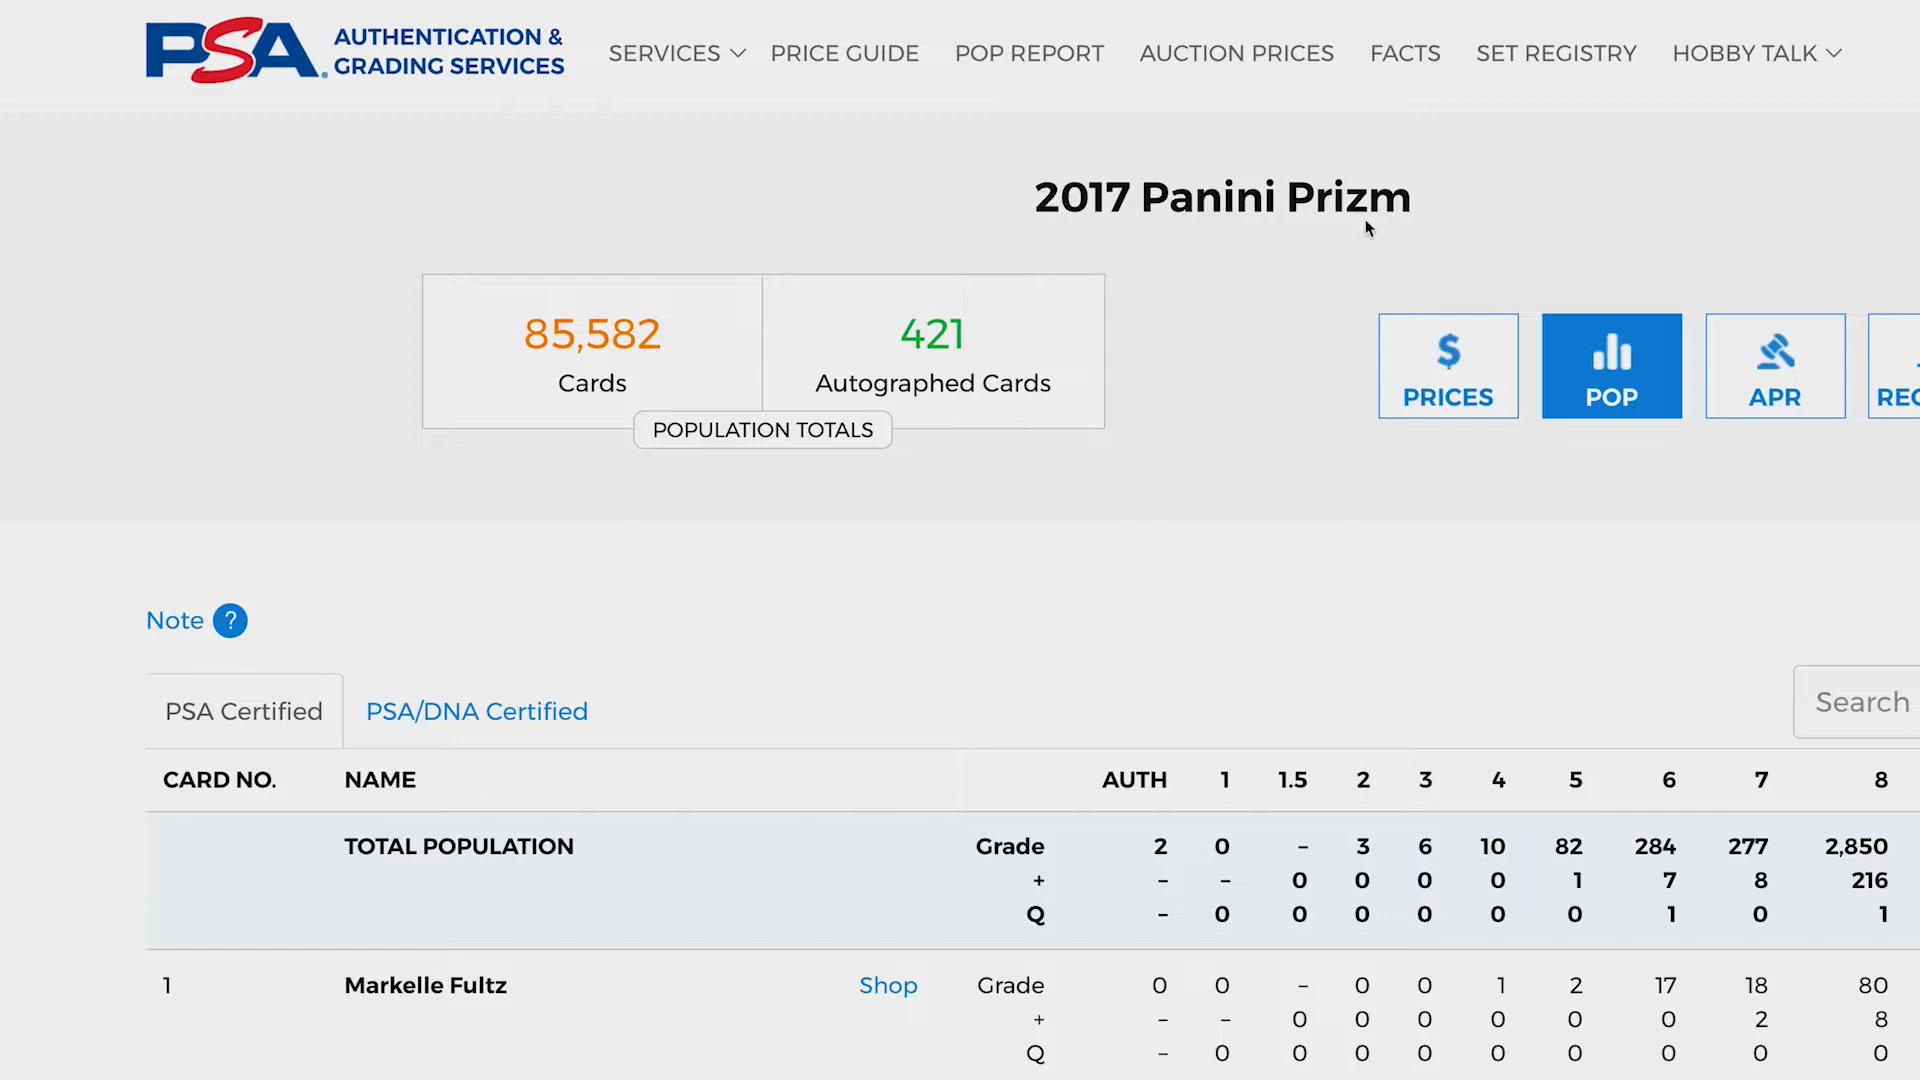 PSA AUTHENTICATION & GRADING SERVICES
SERVICES PRICE GUIDE POP REPORT AUCTION PRICES FACTS SET REGISTRY HOBBY TALK
2017 Panini Prizm
85,582 421
Cards Autographed Cards
POPULATION TOTALS
$
PRICES POP APR REG
Note ?
PSA Certified PSA/DNA Certified Search
CARD NO. NAME AUTH 1 1.5 2 3 4 5 6 7 8
TOTAL POPULATION Grade 2 0 – 3 6 10 82 284 277 2,850
+ – – 0 0 0 0 1 7 8 216
Q – 0 0 0 0 0 0 1 0 1
1 Markelle Fultz Shop Grade 0 0 – 0 0 1 2 17 18 80
+ – – 0 0 0 0 0 0 2 8
Q – 0 0 0 0 0 0 0 0 0